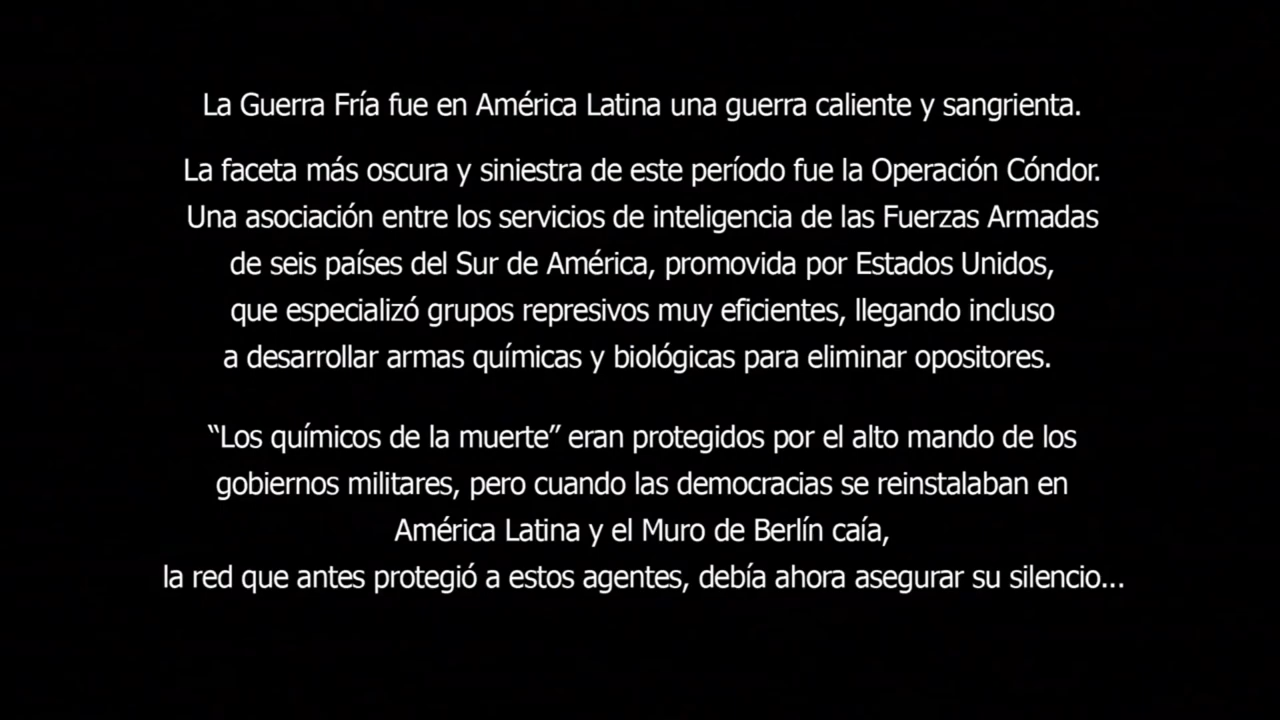 La Guerra Fría fue en América Latina una guerra caliente y sangrienta.
La faceta más oscura y siniestra de este período fue la Operación Cóndor.
Una asociación entre los servicios de inteligencia de las Fuerzas Armadas
de seis países del Sur de América, promovida por Estados Unidos,
que especializó grupos represivos muy eficientes, llegando incluso
a desarrollar armas químicas y biológicas para eliminar opositores.
“Los químicos de la muerte” eran protegidos por el alto mando de los
gobiernos militares, pero cuando las democracias se reinstalaban en
América Latina y el Muro de Berlín caía,
la red que antes protegió a estos agentes, debía ahora asegurar su silencio...